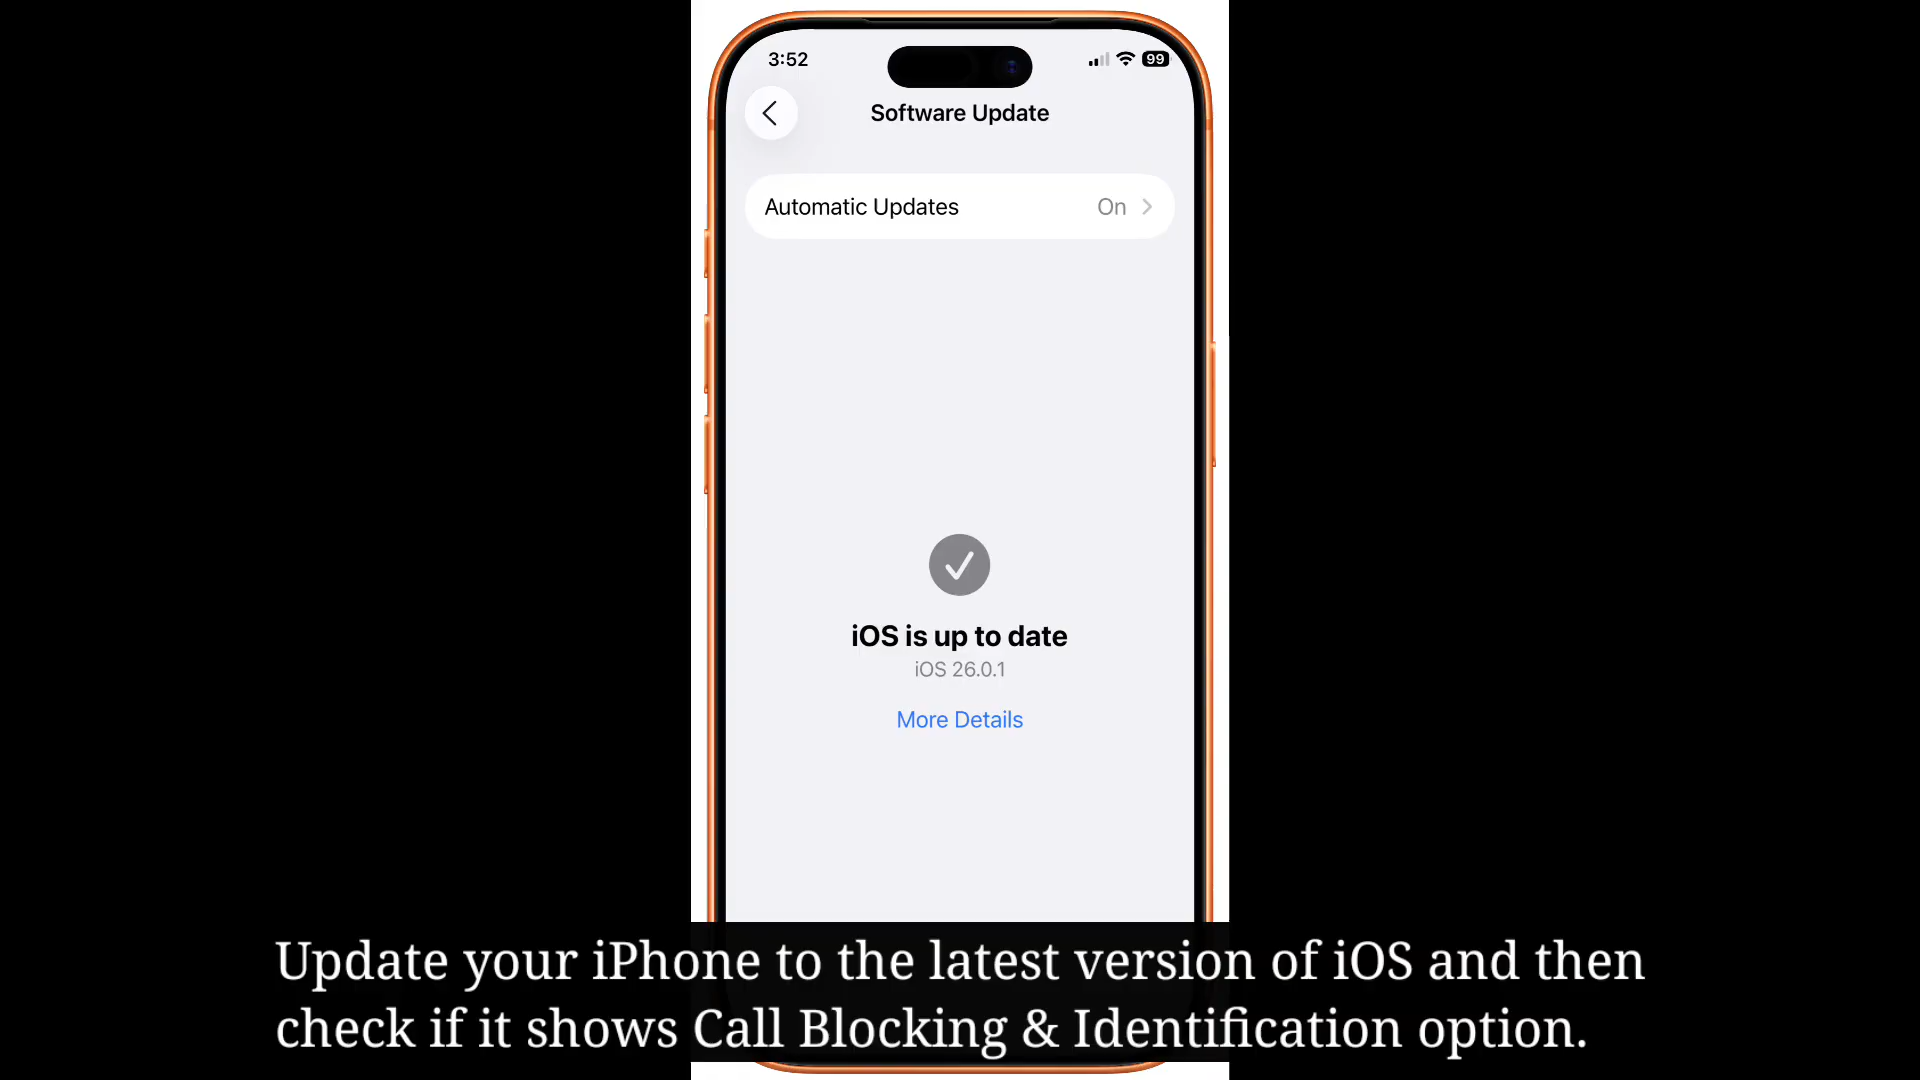 3:52
99
Software Update
Automatic Updates On
iOS is up to date
iOS 26.0.1
More Details
Update your iPhone to the latest version of iOS and then
check if it shows Call Blocking & Identification option.